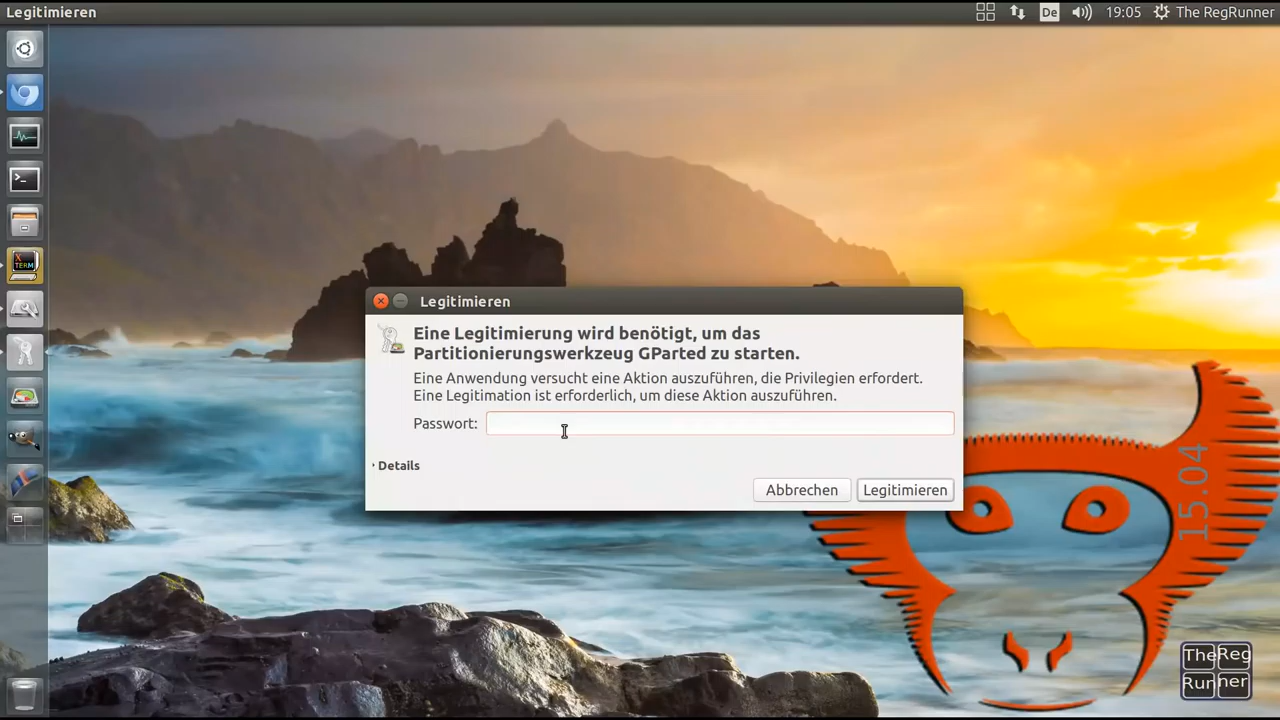 Legitimieren
De
19:05
The RegRunner
>_
X
TERM
Legitimieren
Eine Legitimierung wird benötigt, um das
Partitionierungswerkzeug GParted zu starten.
Eine Anwendung versucht eine Aktion auszuführen, die Privilegien erfordert.
Eine Legitimation ist erforderlich, um diese Aktion auszuführen.
Passwort:
Details
Abbrechen
Legitimieren
15.04
TheReg
Runner